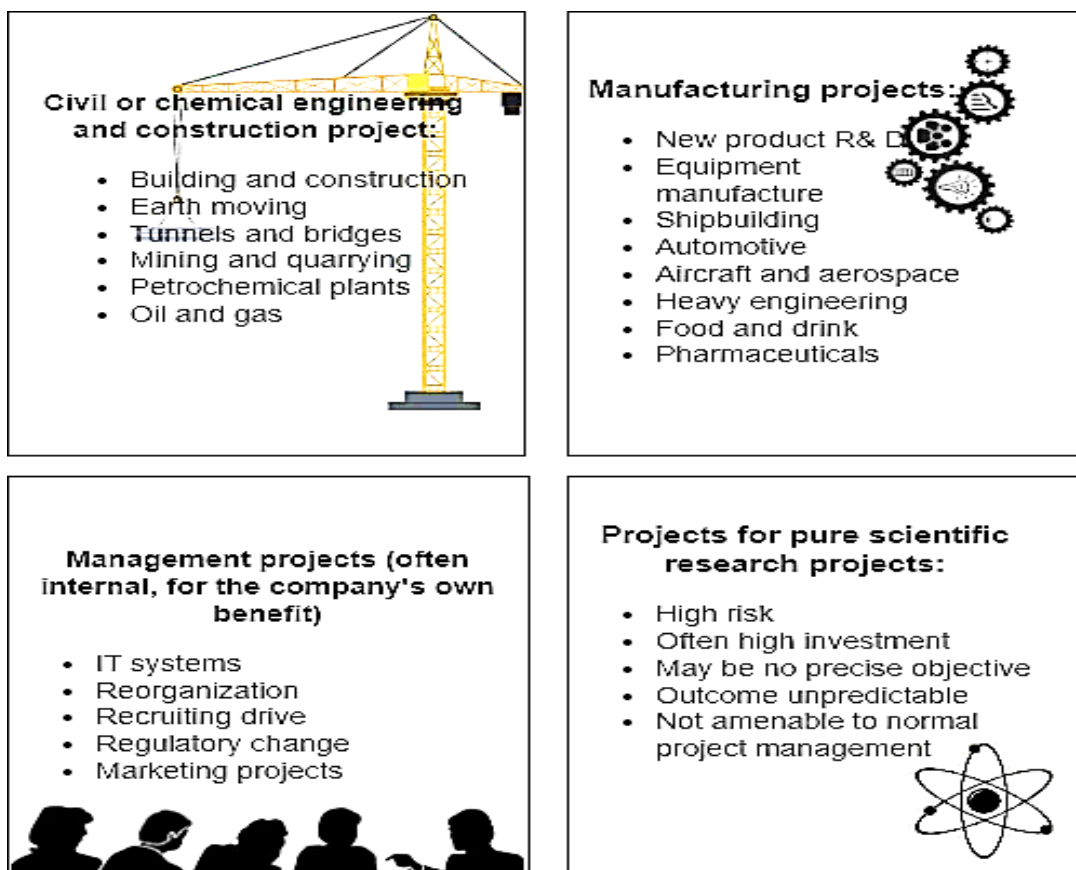 Civil or chemical engineering
and construction project:
• Building and construction
• Earth moving
• Tunnels and bridges
• Mining and quarrying
• Petrochemical plants
• Oil and gas
Manufacturing projects:
• New product R& D
• Equipment
manufacture
• Shipbuilding
• Automotive
• Aircraft and aerospace
• Heavy engineering
• Food and drink
• Pharmaceuticals
Management projects (often
internal, for the company's own
benefit)
• IT systems
• Reorganization
• Recruiting drive
• Regulatory change
• Marketing projects
Projects for pure scientific
research projects:
• High risk
• Often high investment
• May be no precise objective
• Outcome unpredictable
• Not amenable to normal
project management